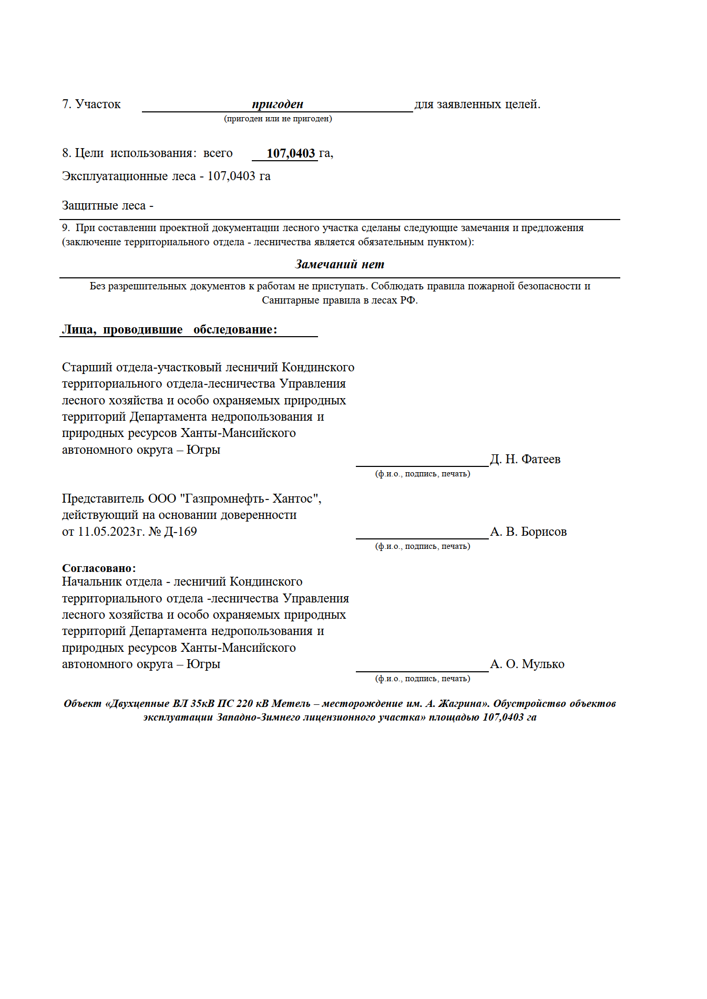 7. Участок пригоден для заявленных целей.
(пригоден или не пригоден)
8. Цели использования: всего 107,0403 га,
Эксплуатационные леса - 107,0403 га
Защитные леса -
9. При составлении проектной документации лесного участка сделаны следующие замечания и предложения
(заключение территориального отдела - лесничества является обязательным пунктом):
Замечаний нет
Без разрешительных документов к работам не приступать. Соблюдать правила пожарной безопасности и
Санитарные правила в лесах РФ.
Лица, проводившие обследование:
Старший отдела-участковый лесничий Кондинского
территориального отдела-лесничества Управления
лесного хозяйства и особо охраняемых природных
территорий Департамента недропользования и
природных ресурсов Ханты-Мансийского
автономного округа – Югры
Д. Н. Фатеев
(ф.и.о., подпись, печать)
Представитель ООО "Газпромнефть- Хантос",
действующий на основании доверенности
от 11.05.2023г. № Д-169
А. В. Борисов
(ф.и.о., подпись, печать)
Согласовано:
Начальник отдела - лесничий Кондинского
территориального отдела -лесничества Управления
лесного хозяйства и особо охраняемых природных
территорий Департамента недропользования и
природных ресурсов Ханты-Мансийского
автономного округа – Югры
А. О. Мулько
(ф.и.о., подпись, печать)
Объект «Двухцепные ВЛ 35кВ ПС 220 кВ Метель – месторождение им. А. Жагрина». Обустройство объектов
эксплуатации Западно-Зимнего лицензионного участка» площадью 107,0403 га